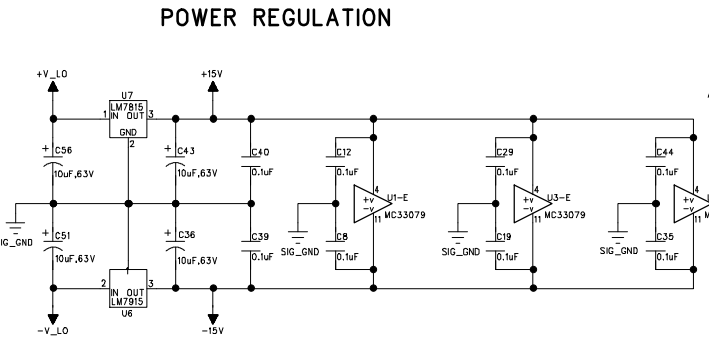 POWER REGULATION
+V_LO
+15V
U7
LM7815
1 IN OUT 3
GND
2
+ C56
10uF,63V
+ C43
10uF,63V
C40
0.1uF
C12
0.1uF
4
U1-E
+v
-v
MC33079
11
C29
0.1uF
4
U3-E
+v
-v
MC33079
11
C44
0.1uF
4
U
+v
-v
M
11
IG_GND
+ C51
10uF,63V
+ C36
10uF,63V
C39
0.1uF
SIG_GND
C8
0.1uF
SIG_GND
C19
0.1uF
SIG_GND
C35
0.1uF
1
2 IN OUT 3
LM7915
U6
-V_LO
-15V